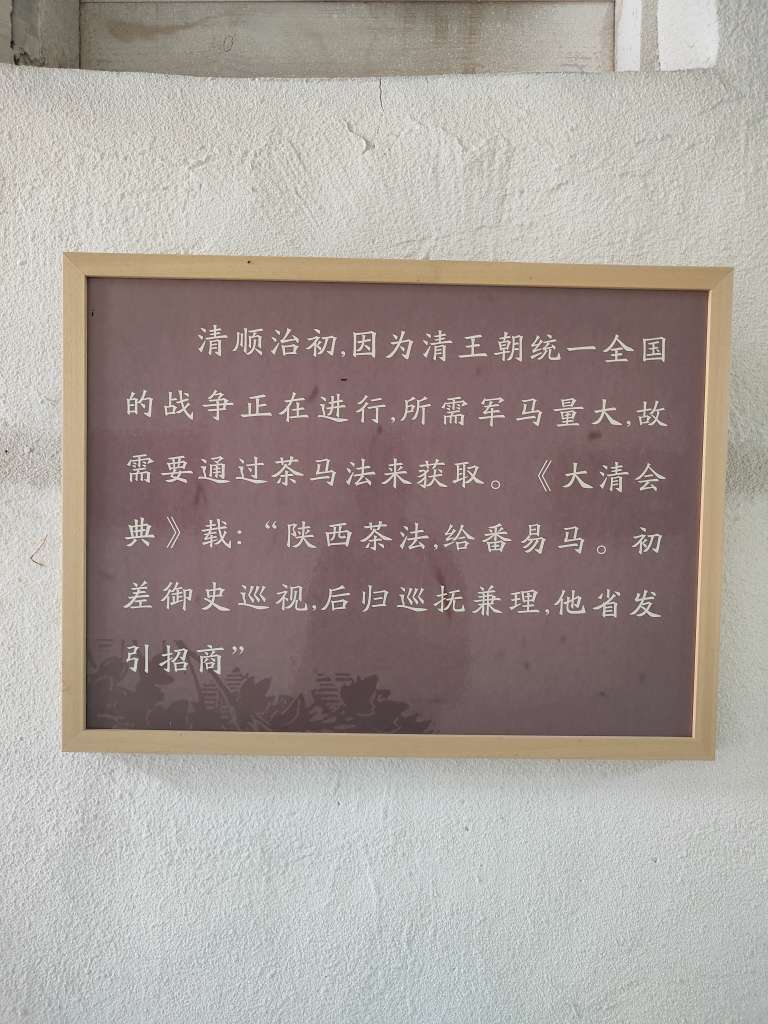 清顺治初,因为清王朝统一全国
的战争正在进行,所需军马量大,故
需要通过茶马法来获取。《大清会
典》载:“陕西茶法,给番易马。初
差御史巡视,后归巡抚兼理,他省发
引招商”